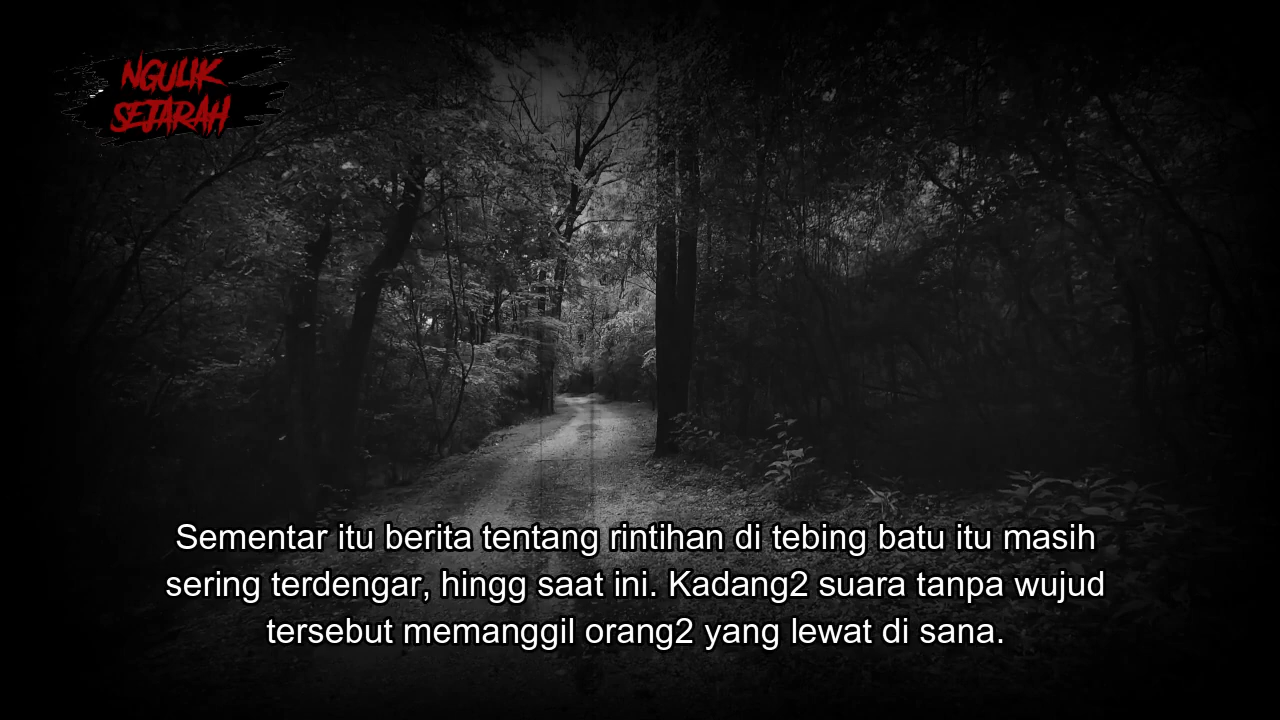 NGULIK
SEJARAH
Sementar itu berita tentang rintihan di tebing batu itu masih
sering terdengar, hingg saat ini. Kadang2 suara tanpa wujud
tersebut memanggil orang2 yang lewat di sana.